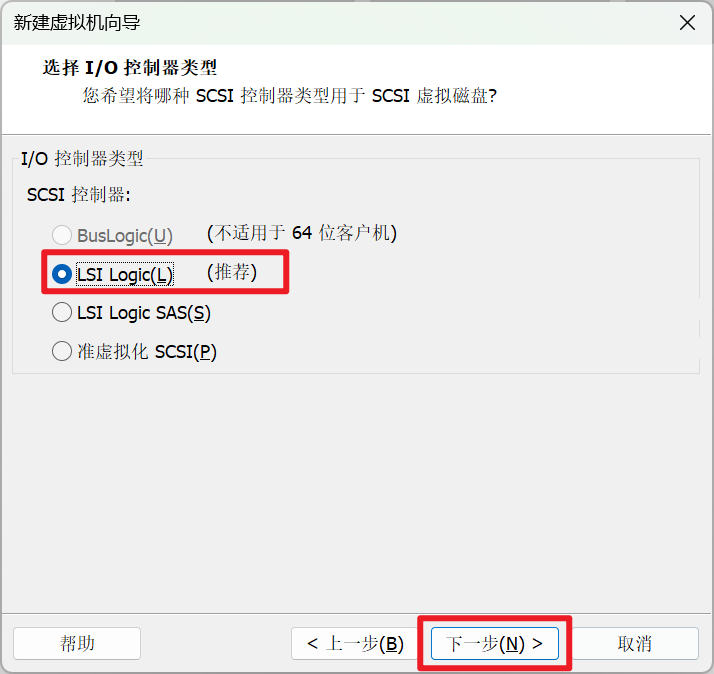 新建虚拟机向导
选择 I/O 控制器类型
您希望将哪种 SCSI 控制器类型用于 SCSI 虚拟磁盘?
I/O 控制器类型
SCSI 控制器:
BusLogic(U) (不适用于 64 位客户机)
LSI Logic(L) (推荐)
LSI Logic SAS(S)
准虚拟化 SCSI(P)
帮助 < 上一步(B) 下一步(N) > 取消